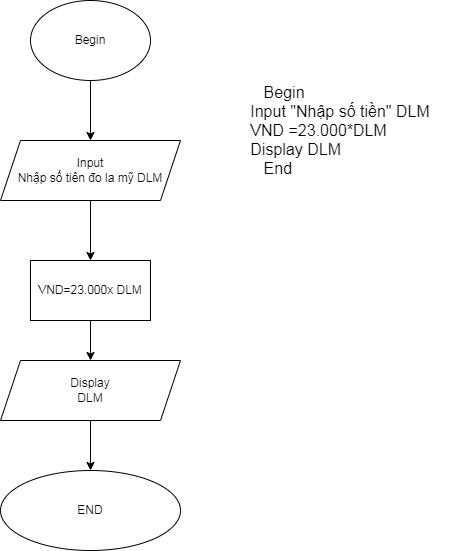 Begin
Input
Nhập số tiên đo la mỹ DLM
VND=23.000x DLM
Display
DLM
END
Begin
Input "Nhập số tiền" DLM
VND =23.000*DLM
Display DLM
End